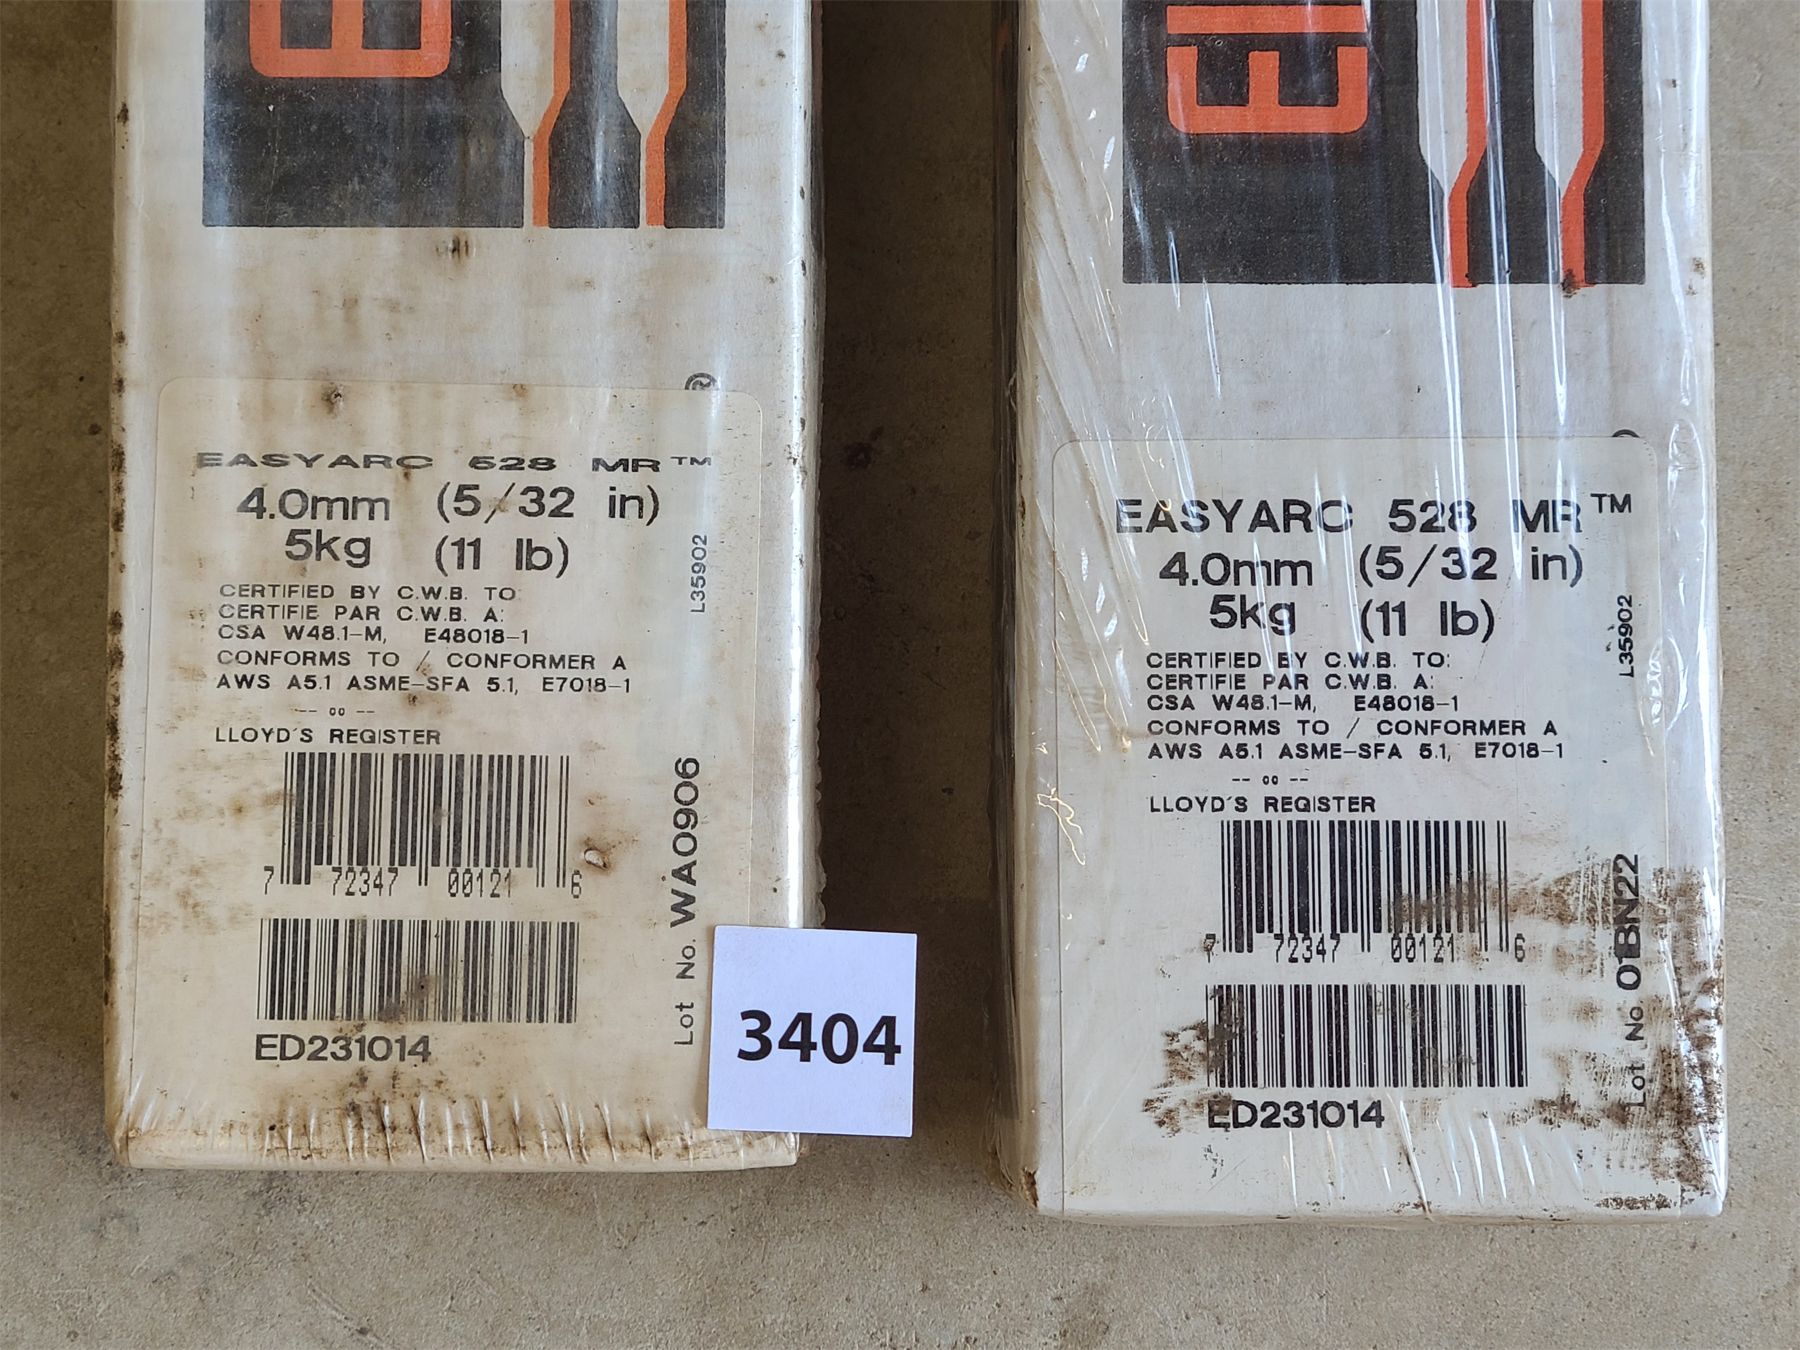 EASYARC 528 MR™
4.0mm (5/32 in)
5kg (11 lb)
CERTIFIED BY C.W.B. TO:
CERTIFIE PAR C.W.B. A:
CSA W48.1-M, E48018-1
CONFORMS TO / CONFORMER A
AWS A5.1 ASME-SFA 5.1, E7018-1
-- oo --
LLOYD'S REGISTER
7 72347 00121 6
ED231014
L35902
Lot No. WA0906
®
3404
EASYARC 528 MR™
4.0mm (5/32 in)
5kg (11 lb)
CERTIFIED BY C.W.B. TO:
CERTIFIE PAR C.W.B. A:
CSA W48.1-M, E48018-1
CONFORMS TO / CONFORMER A
AWS A5.1 ASME-SFA 5.1, E7018-1
-- oo --
LLOYD'S REGISTER
7 72347 00121 6
ED231014
L35902
Lot No. 01BN22